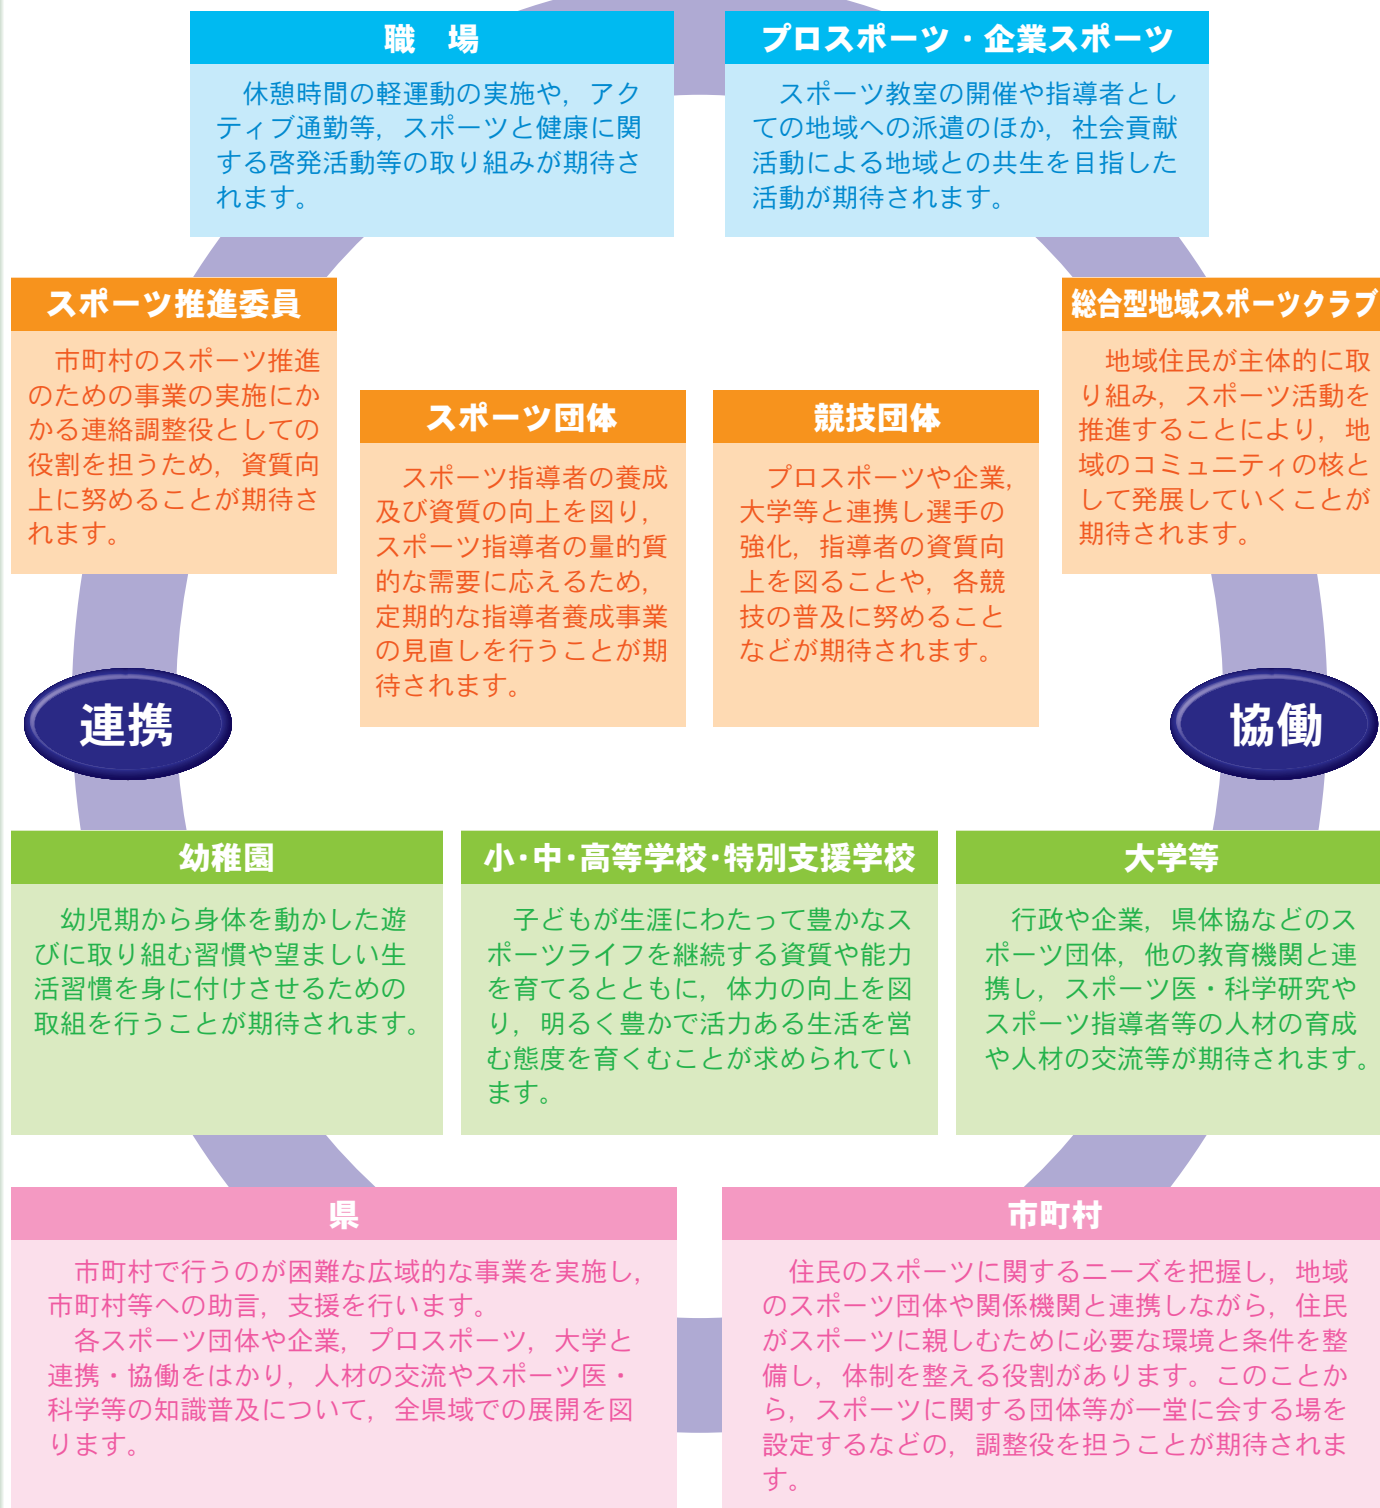 職　場
　休憩時間の軽運動の実施や，アク
ティブ通勤等，スポーツと健康に関
する啓発活動等の取り組みが期待さ
れます。
プロスポーツ・企業スポーツ
　スポーツ教室の開催や指導者とし
ての地域への派遣のほか，社会貢献
活動による地域との共生を目指した
活動が期待されます。
スポーツ推進委員
　市町村のスポーツ推進
のための事業の実施にか
かる連絡調整役としての
役割を担うため，資質向
上に努めることが期待さ
れます。
スポーツ団体
　スポーツ指導者の養成
及び資質の向上を図り，
スポーツ指導者の量的質
的な需要に応えるため，
定期的な指導者養成事業
の見直しを行うことが期
待されます。
競技団体
　プロスポーツや企業，
大学等と連携し選手の
強化，指導者の資質向
上を図ることや，各競
技の普及に努めること
などが期待されます。
総合型地域スポーツクラブ
　地域住民が主体的に取
り組み，スポーツ活動を
推進することにより，地
域のコミュニティの核と
して発展していくことが
期待されます。
連携
協働
幼稚園
　幼児期から身体を動かした遊
びに取り組む習慣や望ましい生
活習慣を身に付けさせるための
取組を行うことが期待されます。
小・中・高等学校・特別支援学校
　子どもが生涯にわたって豊かなス
ポーツライフを継続する資質や能力
を育てるとともに，体力の向上を図
り，明るく豊かで活力ある生活を営
む態度を育くむことが求められてい
ます。
大学等
　行政や企業，県体協などのス
ポーツ団体，他の教育機関と連
携し，スポーツ医・科学研究や
スポーツ指導者等の人材の育成
や人材の交流等が期待されます。
県
　市町村で行うのが困難な広域的な事業を実施し，
市町村等への助言，支援を行います。
　各スポーツ団体や企業，プロスポーツ，大学と
連携・協働をはかり，人材の交流やスポーツ医・
科学等の知識普及について，全県域での展開を図
ります。
市町村
　住民のスポーツに関するニーズを把握し，地域
のスポーツ団体や関係機関と連携しながら，住民
がスポーツに親しむために必要な環境と条件を整
備し，体制を整える役割があります。このことか
ら，スポーツに関する団体等が一堂に会する場を
設定するなどの，調整役を担うことが期待されま
す。